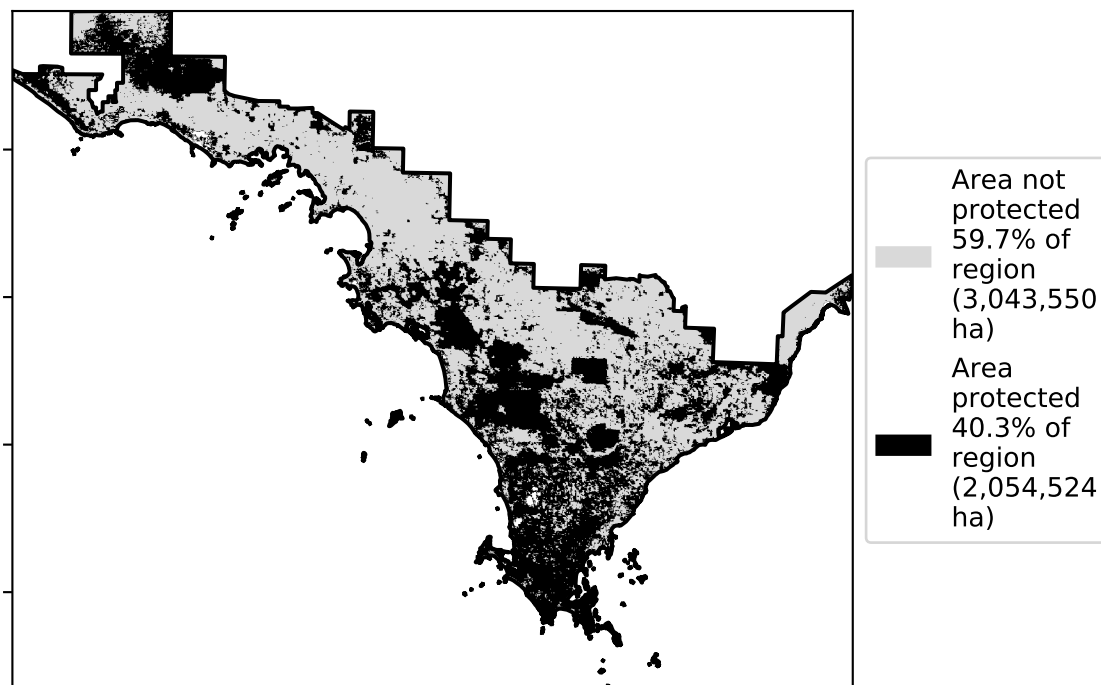 Area not
protected
59.7% of
region
(3,043,550
ha)
Area
protected
40.3% of
region
(2,054,524
ha)